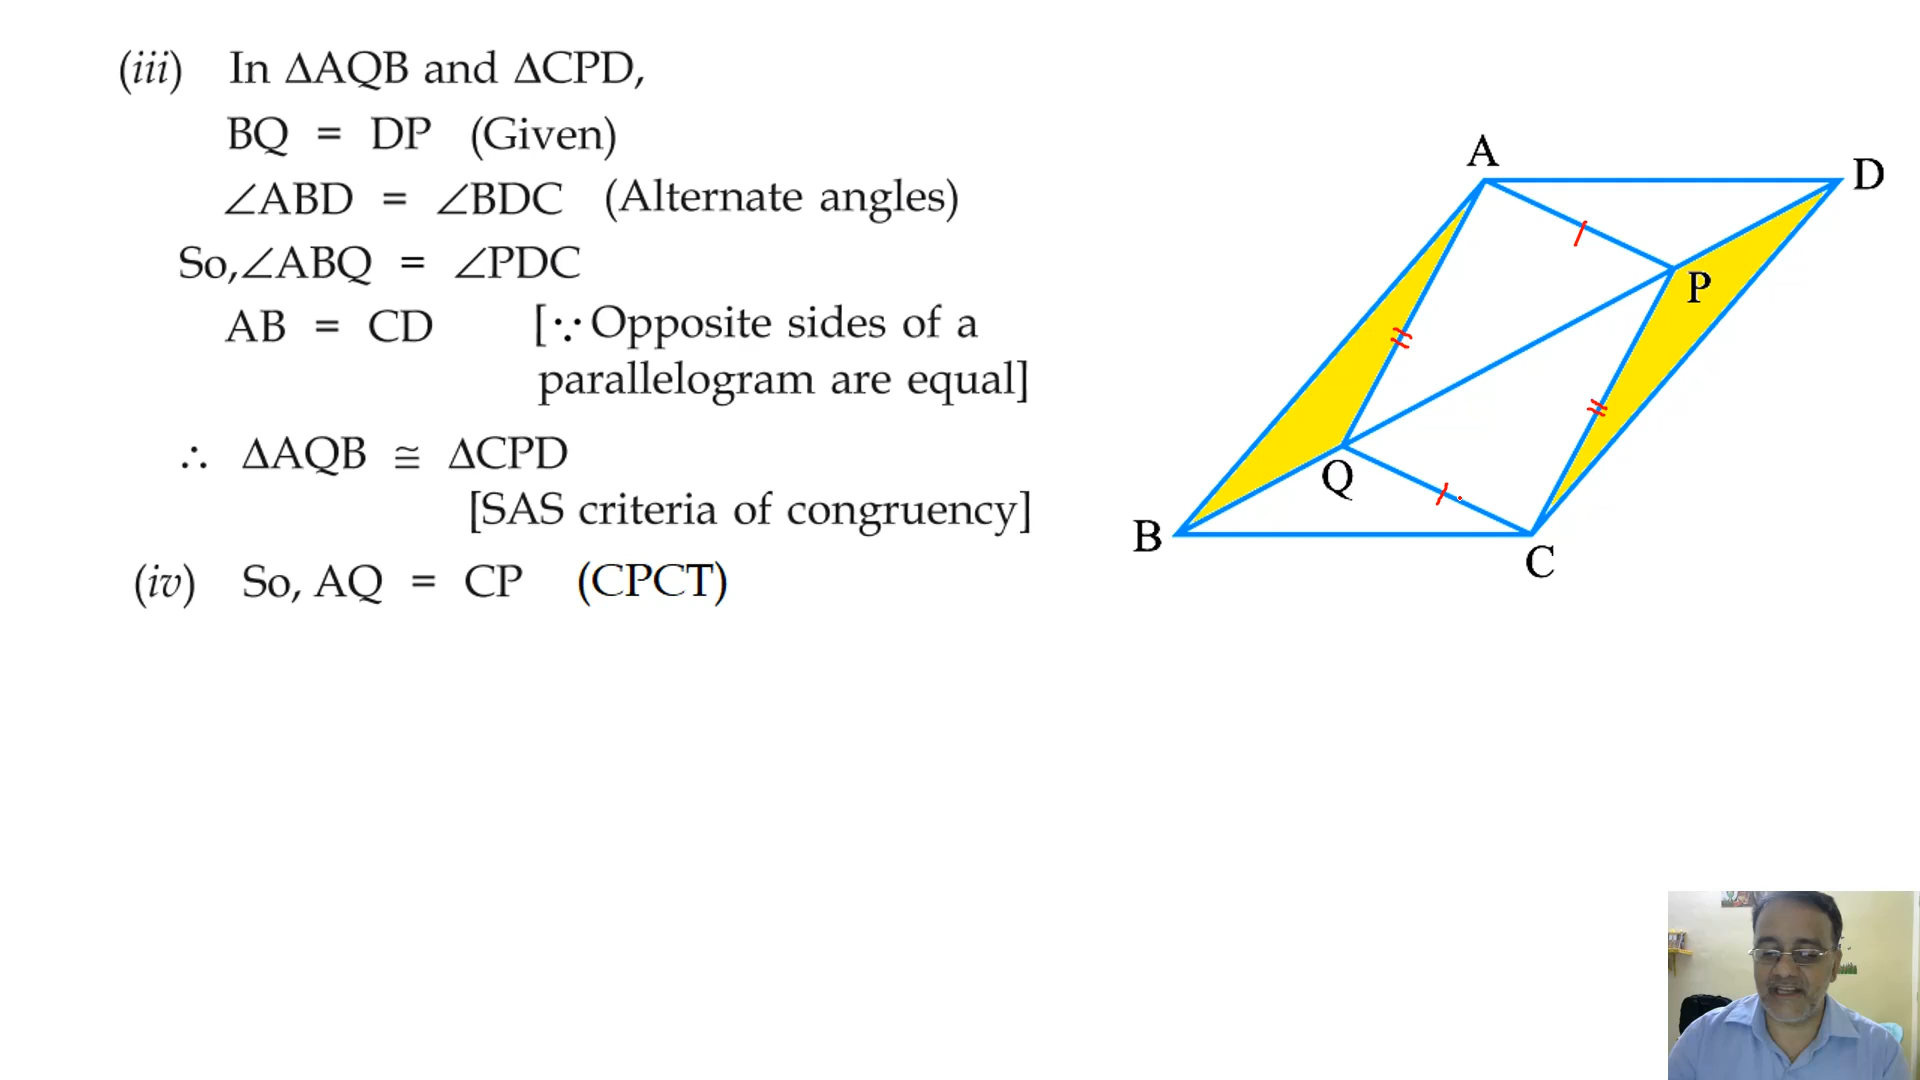 (iii) In ΔAQB and ΔCPD,
BQ = DP (Given)
∠ABD = ∠BDC (Alternate angles)
So,∠ABQ = ∠PDC
AB = CD [∵ Opposite sides of a
parallelogram are equal]
∴ ΔAQB ≅ ΔCPD
[SAS criteria of congruency]
(iv) So, AQ = CP (CPCT)
A
D
P
Q
B
C